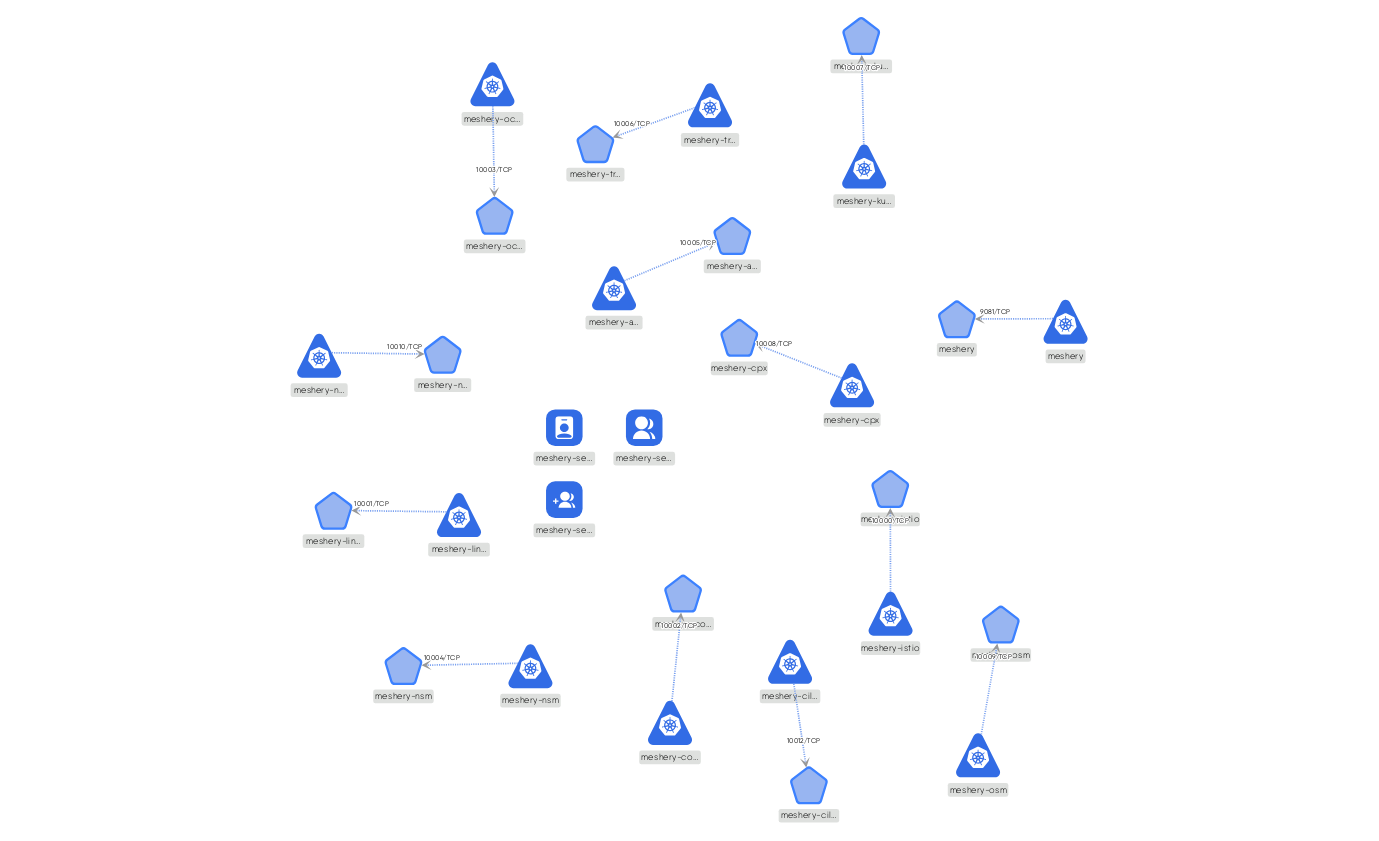 meshery-oc...
10003/TCP
meshery-oc...
10006/TCP
meshery-tr...
meshery-tr...
10007/TCP
meshery-ku...
10005/TCP
meshery-a...
meshery-a...
9081/TCP
meshery
meshery
10010/TCP
meshery-n...
meshery-n...
10008/TCP
meshery-cpx
meshery-cpx
meshery-se...
meshery-se...
meshery-se...
10001/TCP
meshery-lin...
meshery-lin...
10000/TCP
meshery-istio
10004/TCP
meshery-nsm
meshery-nsm
10002/TCP
meshery-co...
meshery-cil...
10012/TCP
meshery-cil...
10009/TCP
meshery-osm